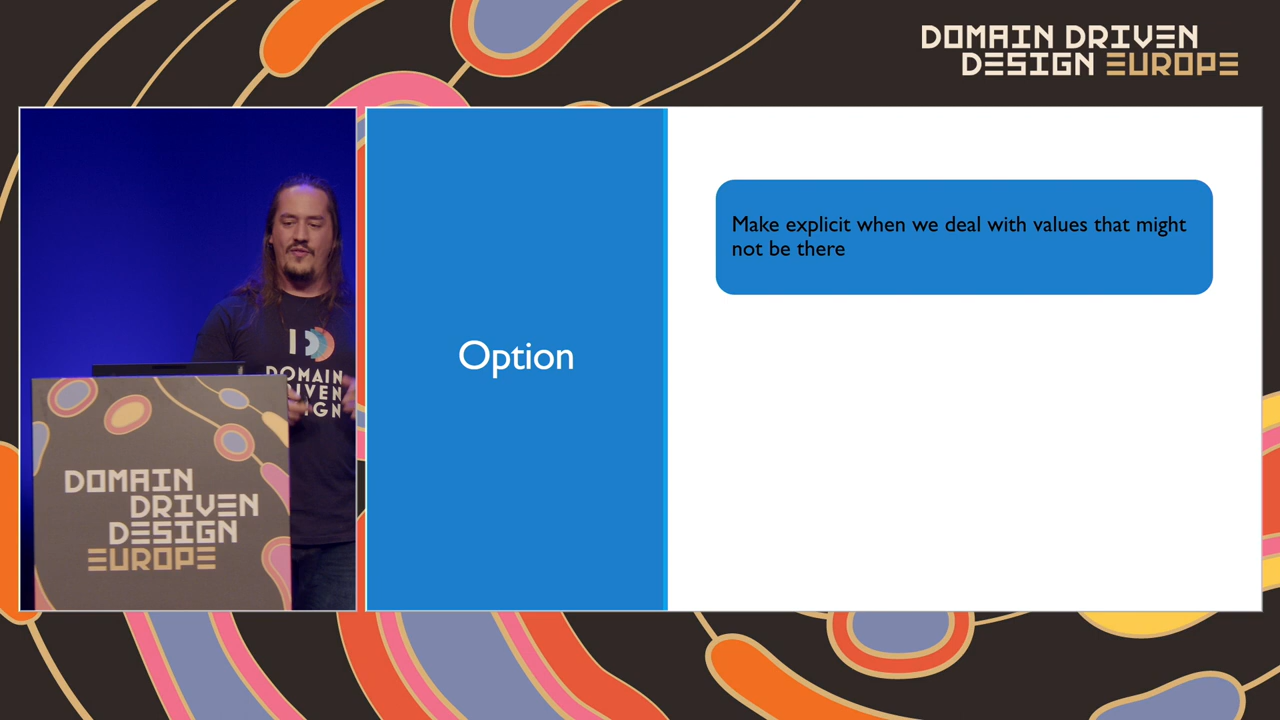 DOMAIN DRIVEN
DESIGN EUROPE
I
DOMAIN
DESIGN
DOMAIN
DRIVEN
DESIGN
EUROPE
Option
Make explicit when we deal with values that might
not be there